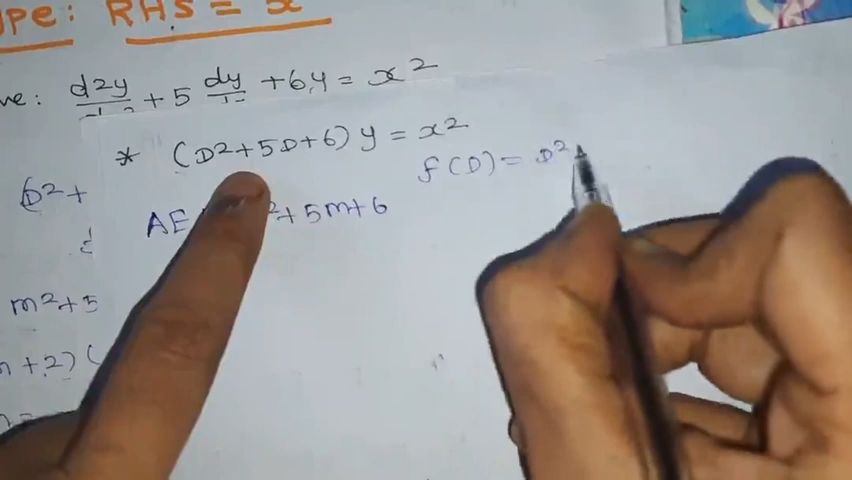 ype: RHS = x
ve: d2y + 5 dy + 6y = x2
* (D2+5D+6) y = x2
(D2+
f(D) = D2
AE 2+5m+6
m2+5
m+2) (